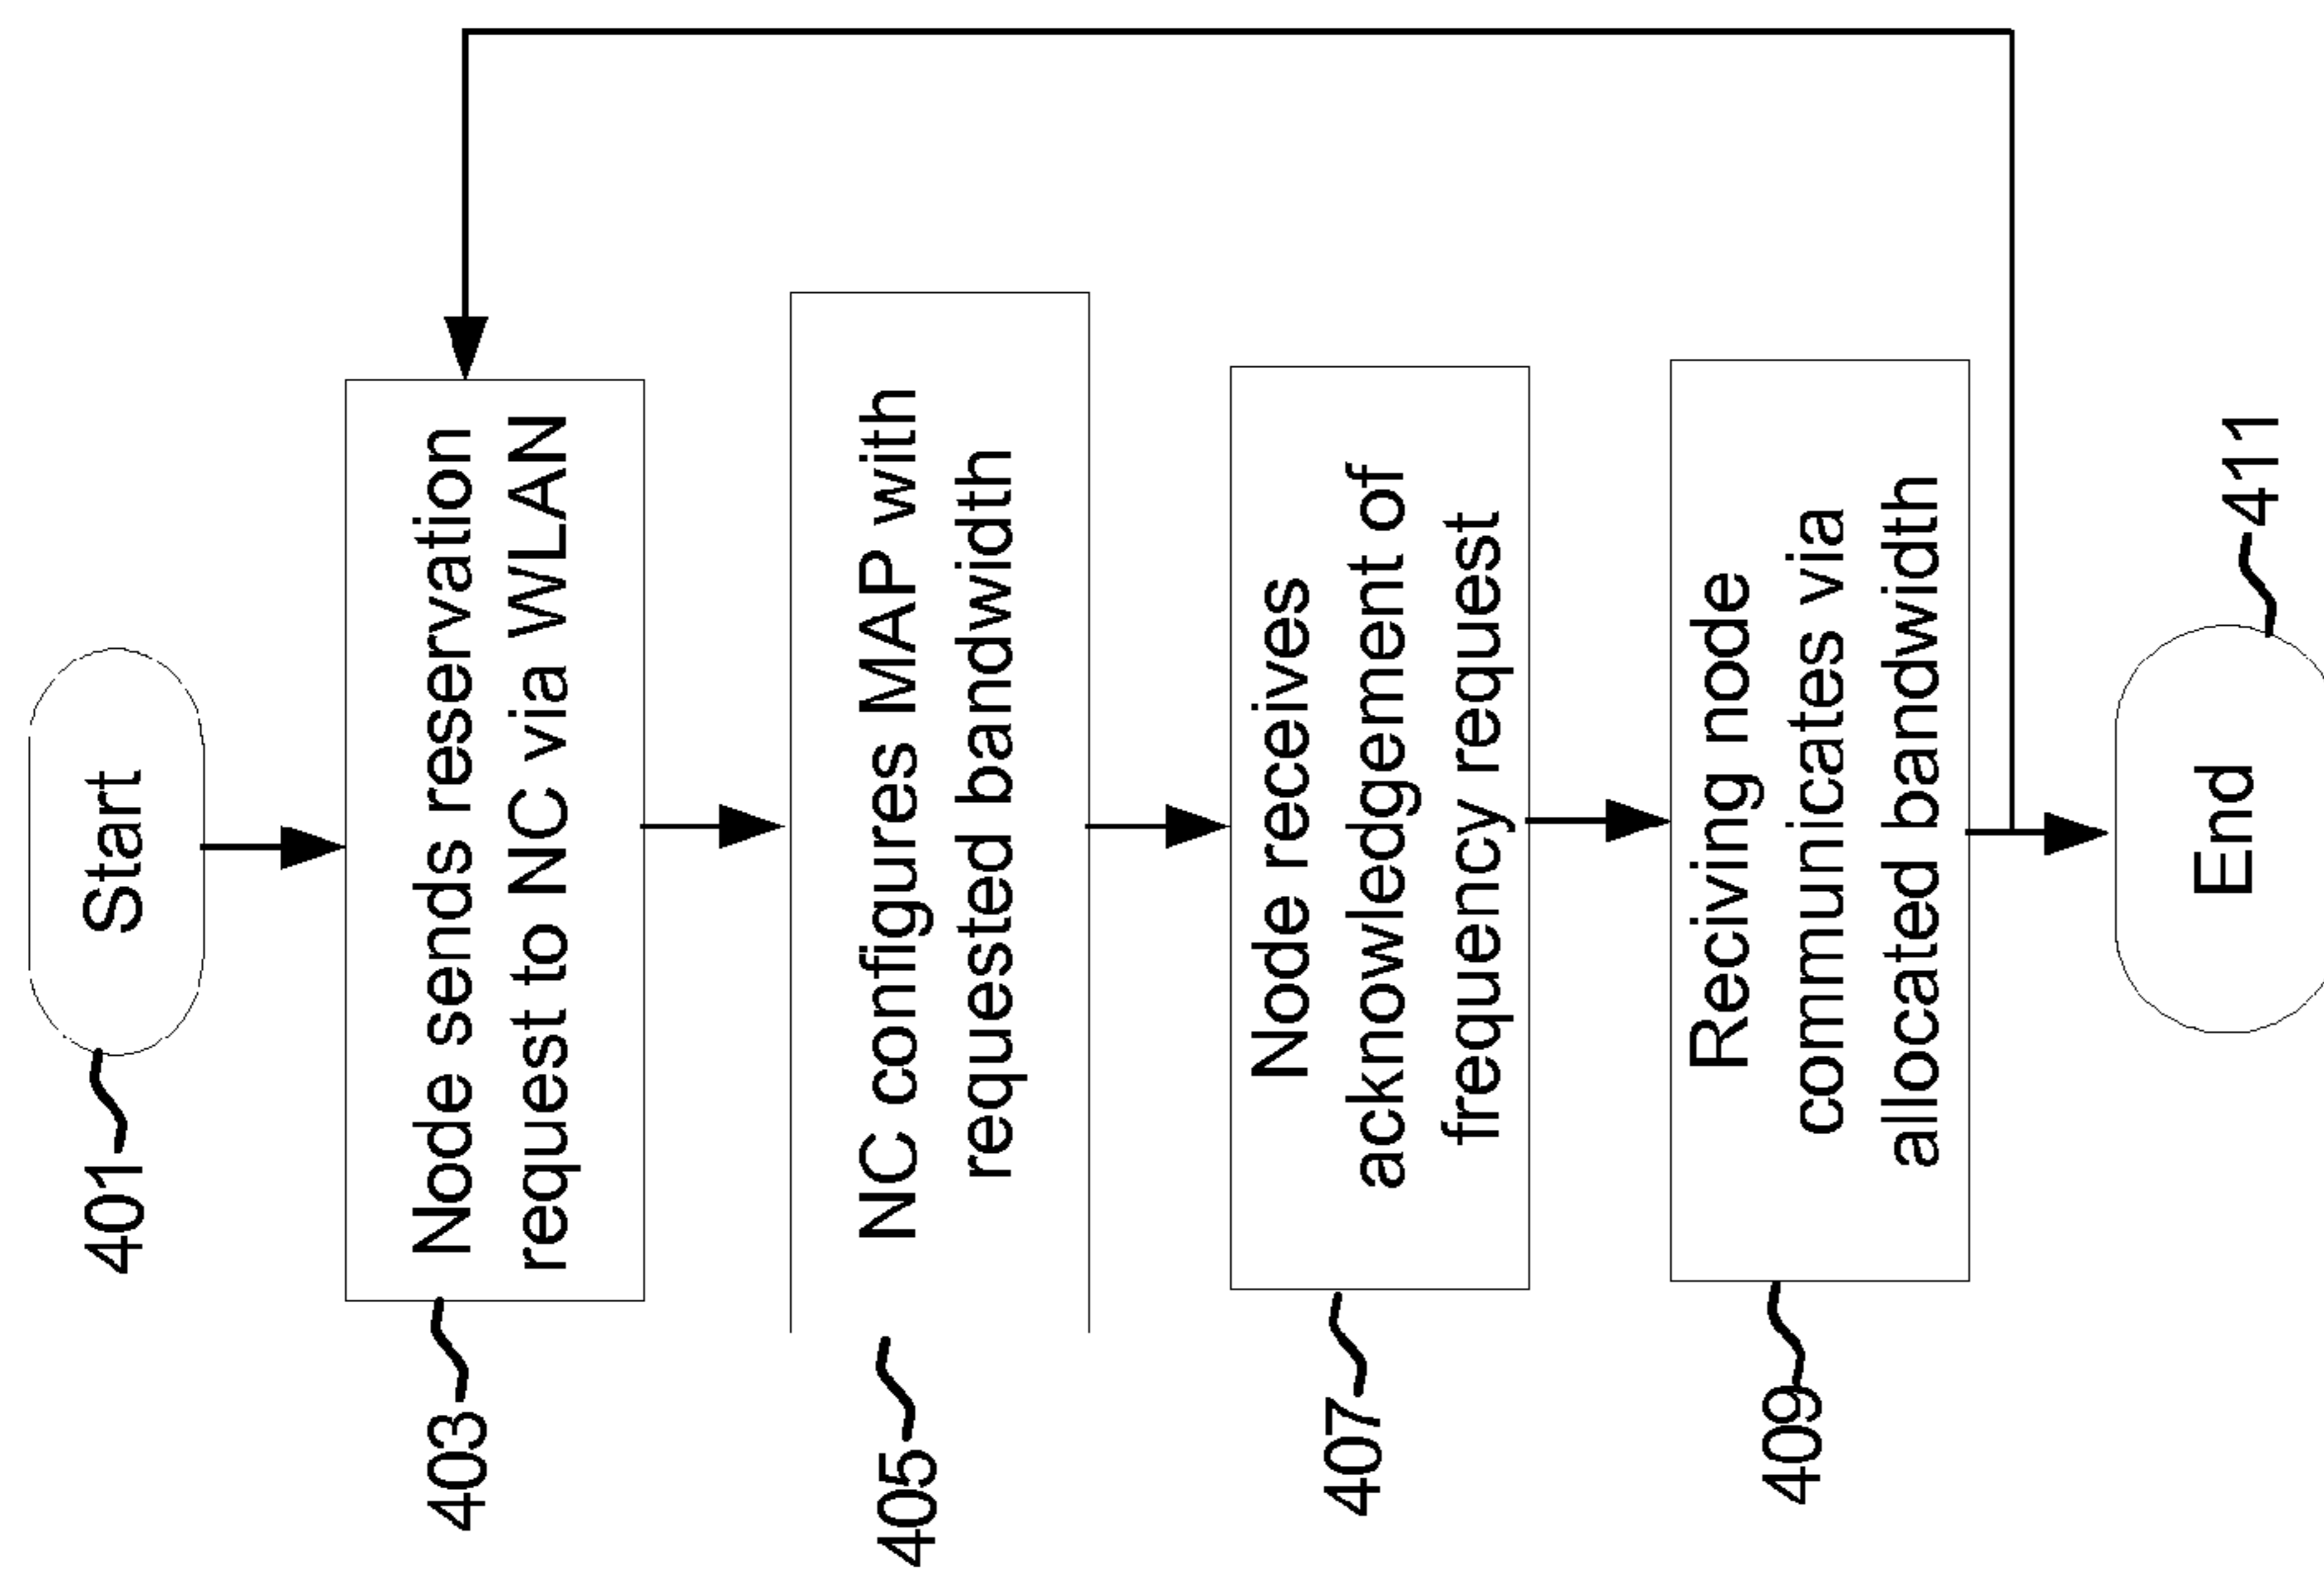 Start
401
Node sends reservation
request to NC via WLAN
403
NC configures MAP with
requested bandwidth
405
Node receives
acknowledgement of
frequency request
407
Reciving node
communicates via
allocated bandwidth
409
End
411